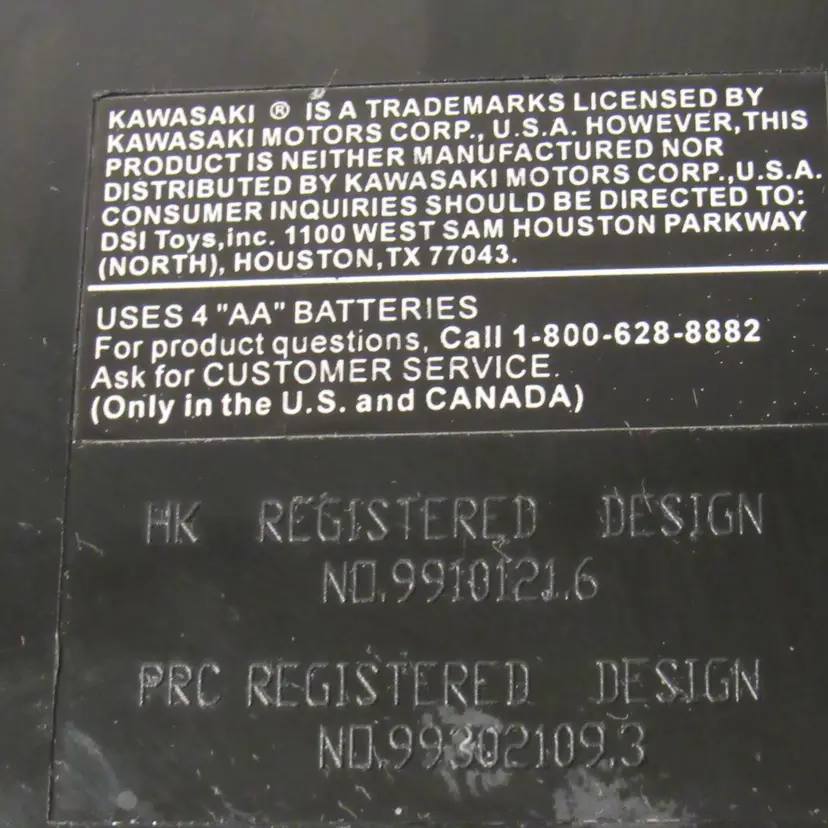 KAWASAKI ® IS A TRADEMARKS LICENSED BY
KAWASAKI MOTORS CORP., U.S.A. HOWEVER,THIS
PRODUCT IS NEITHER MANUFACTURED NOR
DISTRIBUTED BY KAWASAKI MOTORS CORP.,U.S.A.
CONSUMER INQUIRIES SHOULD BE DIRECTED TO:
DSI Toys,inc. 1100 WEST SAM HOUSTON PARKWAY
(NORTH), HOUSTON,TX 77043.
USES 4 "AA" BATTERIES
For product questions, Call 1-800-628-8882
Ask for CUSTOMER SERVICE.
(Only in the U.S. and CANADA)
HK REGISTERED DESIGN
NO.9910121.6
PRC REGISTERED DESIGN
NO.99302109.3